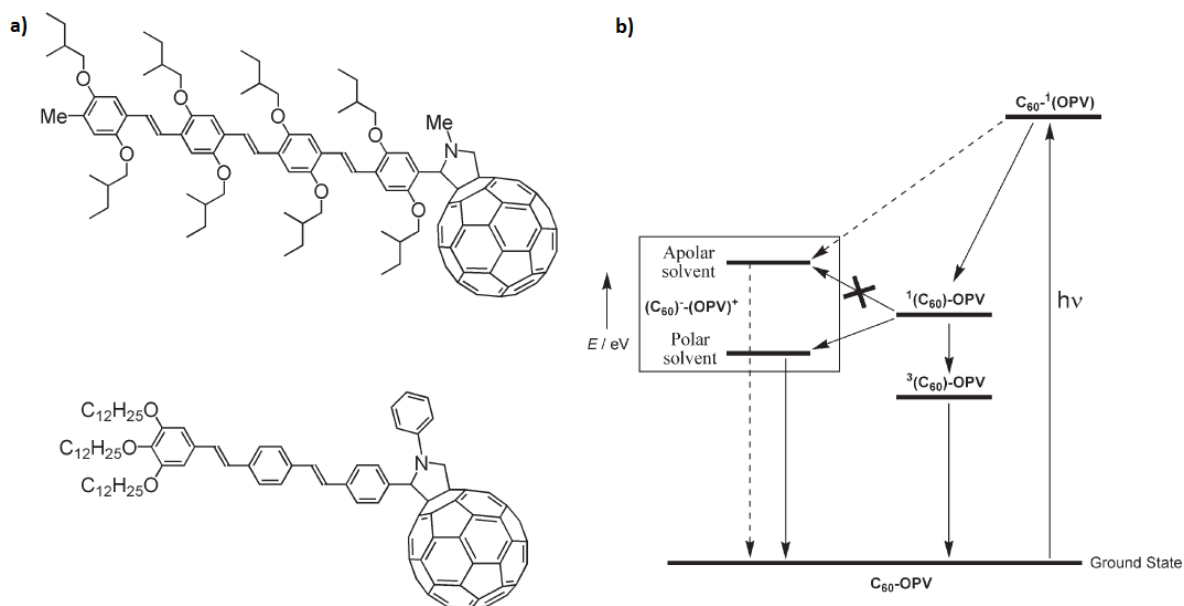 a)
O
O
O
O
Me
O
O
O
O
Me
N
C₁₂H₂₅O
C₁₂H₂₅O
C₁₂H₂₅O
N
b)
C₆₀-¹(OPV)
Apolar
solvent
(C₆₀)⁻-(OPV)⁺
Polar
solvent
E / eV
¹(C₆₀)-OPV
hν
³(C₆₀)-OPV
Ground State
C₆₀-OPV